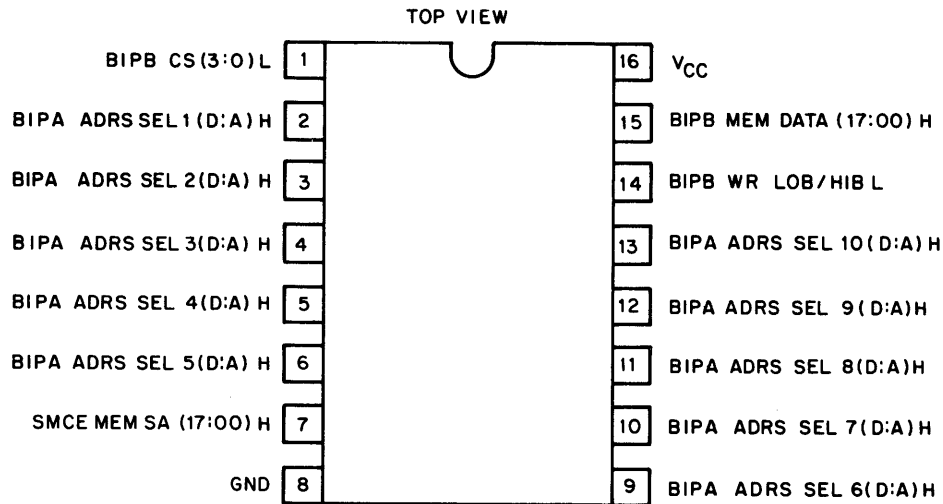 TOP VIEW
BIPB CS(3:0)L 1
BIPA ADRS SEL 1(D:A) H 2
BIPA ADRS SEL 2(D:A) H 3
BIPA ADRS SEL 3(D:A) H 4
BIPA ADRS SEL 4(D:A) H 5
BIPA ADRS SEL 5(D:A) H 6
SMCE MEM SA (17:00) H 7
GND 8
16 VCC
15 BIPB MEM DATA (17:00) H
14 BIPB WR LOB/HIB L
13 BIPA ADRS SEL 10(D:A)H
12 BIPA ADRS SEL 9(D:A)H
11 BIPA ADRS SEL 8(D:A)H
10 BIPA ADRS SEL 7(D:A)H
9 BIPA ADRS SEL 6(D:A)H